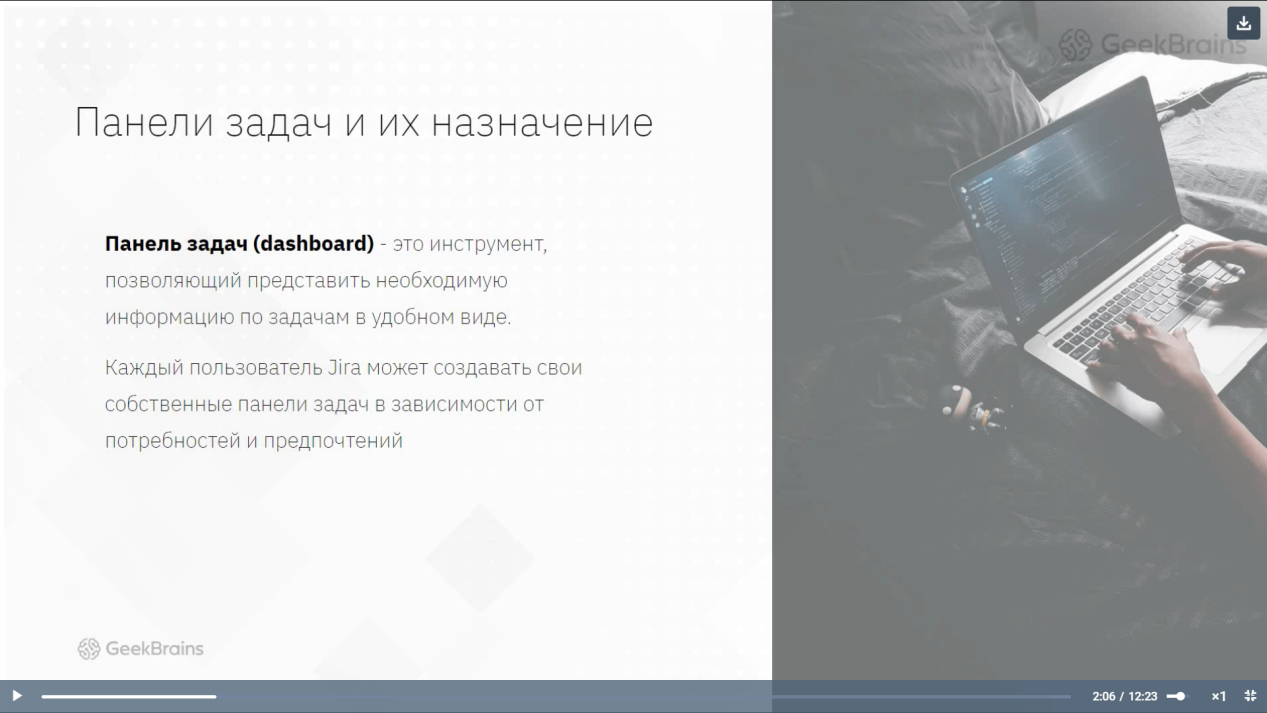 GeekBrains
Панели задач и их назначение
Панель задач (dashboard) - это инструмент,
позволяющий представить необходимую
информацию по задачам в удобном виде.
Каждый пользователь Jira может создавать свои
собственные панели задач в зависимости от
потребностей и предпочтений
GeekBrains
2:06 / 12:23
×1